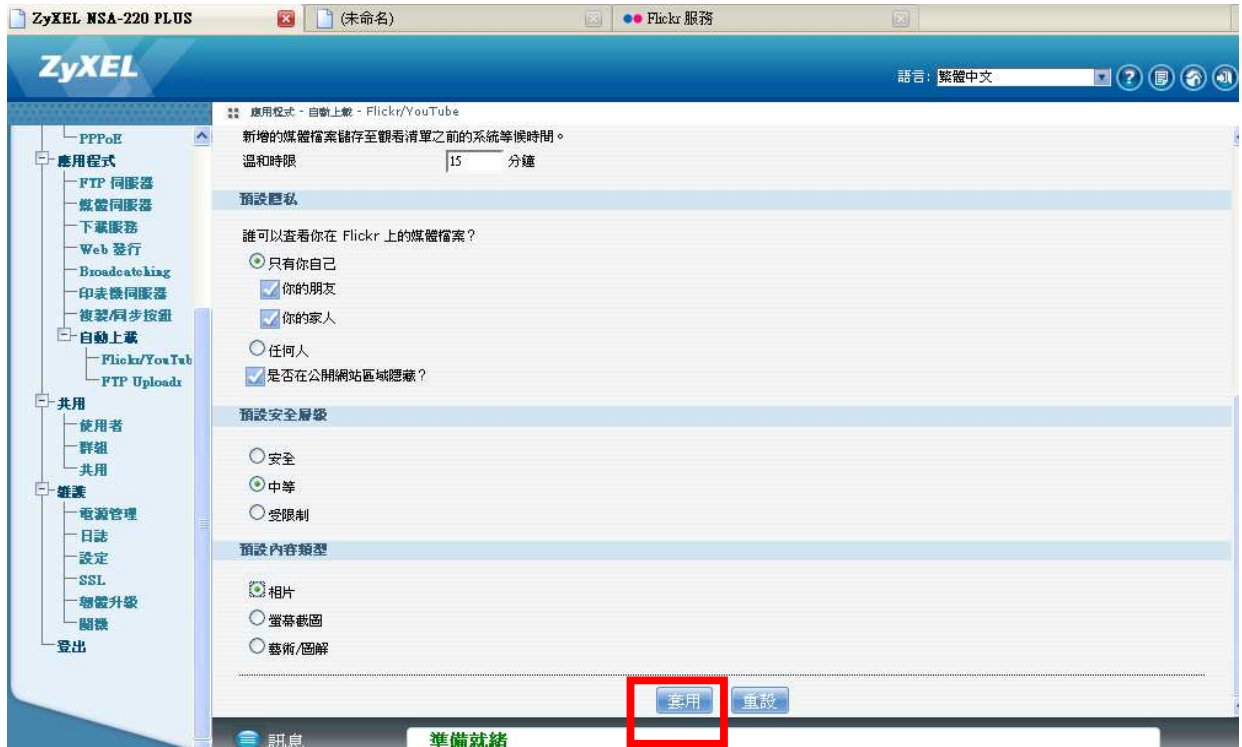 ZyXEL NSA-220 PLUS (未命名) Flickr 服務
ZyXEL 語言: 繁體中文
應用程式 - 自動上載 - Flickr/YouTube
PPPoE
應用程式
FTP 伺服器
媒體伺服器
下載服務
Web 發行
Broadcatching
印表機伺服器
複製/同步按鈕
自動上載
Flickr/YouTub
FTP Uploadr
共用
使用者
群組
共用
維護
電源管理
日誌
設定
SSL
韌體升級
關機
登出
新增的媒體檔案儲存至觀看清單之前的系統等候時間。
溫和時限 15 分鐘
預設隱私
誰可以查看你在 Flickr 上的媒體檔案?
只有你自己
你的朋友
你的家人
任何人
是否在公開網站區域隱藏?
預設安全層級
安全
中等
受限制
預設內容類型
相片
螢幕截圖
藝術/圖解
套用 重設
訊息 準備就緒